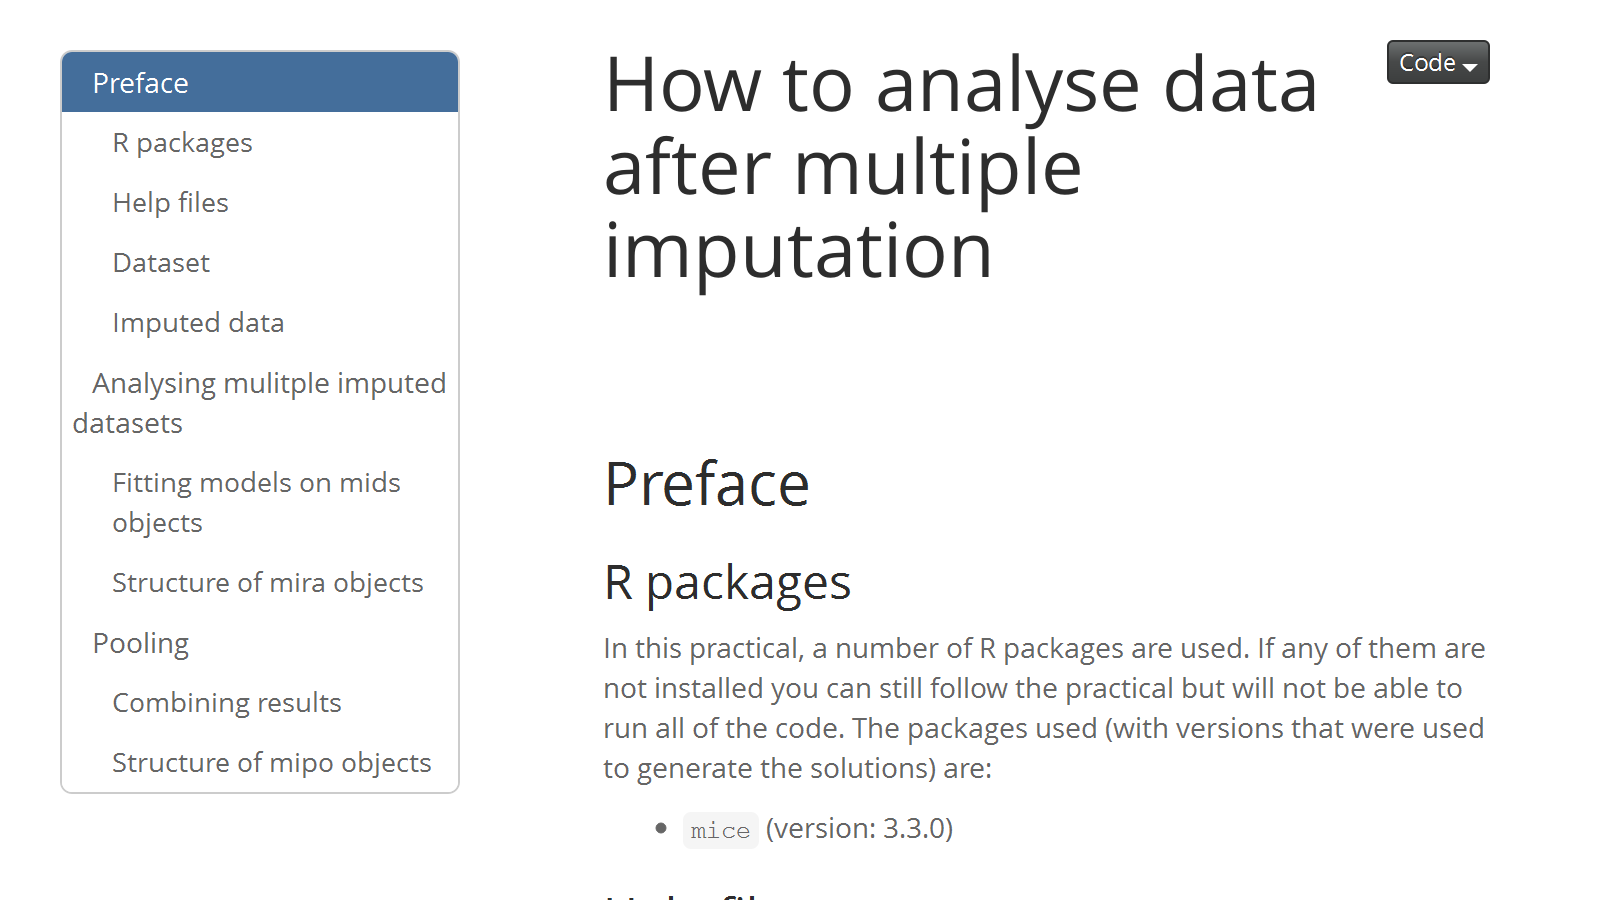 Preface
R packages
Help files
Dataset
Imputed data
Analysing mulitple imputed
datasets
Fitting models on mids
objects
Structure of mira objects
Pooling
Combining results
Structure of mipo objects
How to analyse data
after multiple
imputation
Code
Preface
R packages
In this practical, a number of R packages are used. If any of them are
not installed you can still follow the practical but will not be able to
run all of the code. The packages used (with versions that were used
to generate the solutions) are:
• mice (version: 3.3.0)